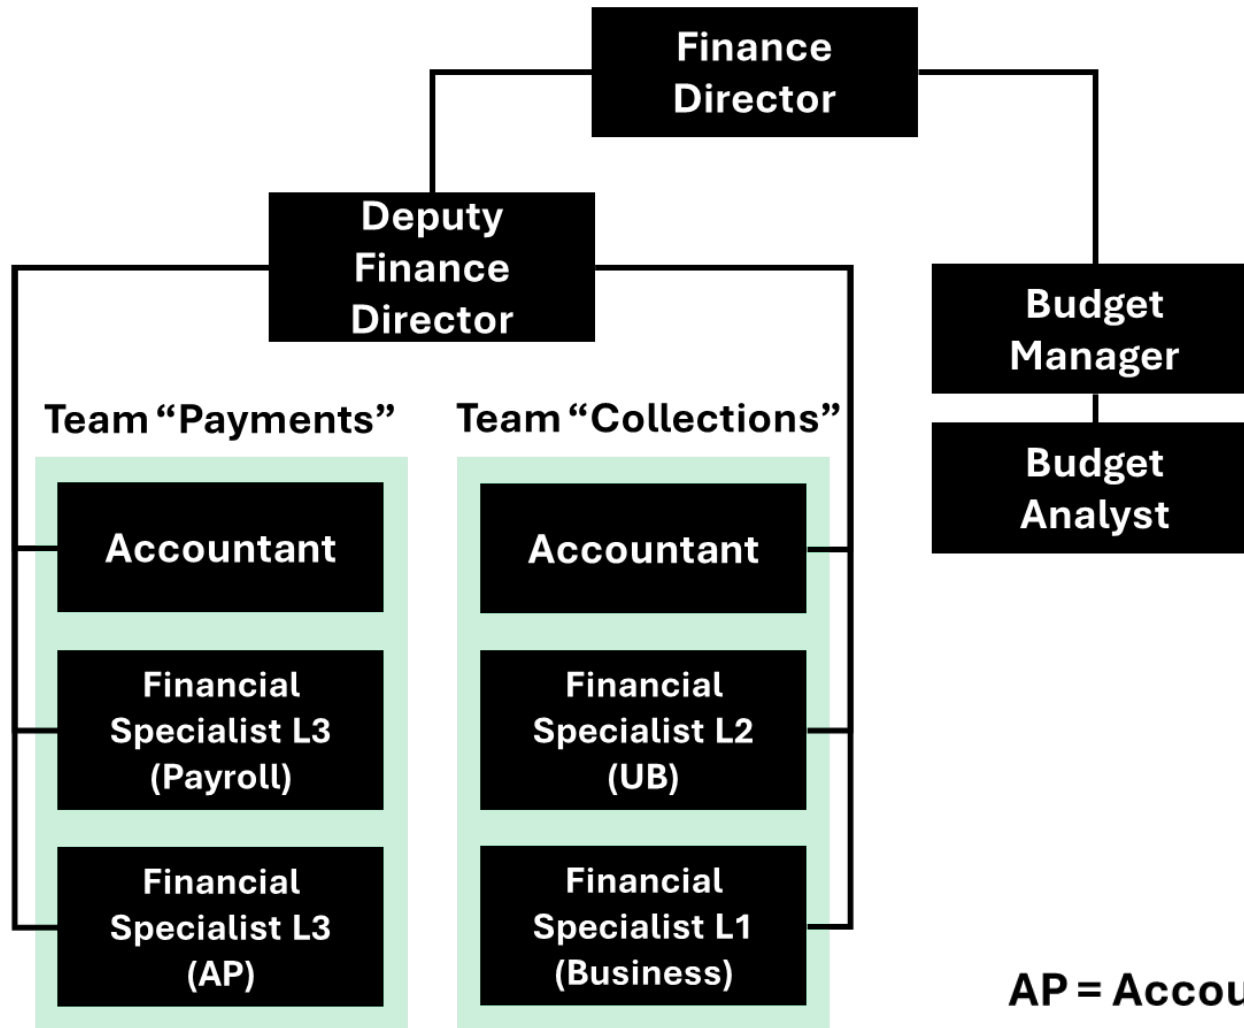 Finance
Director
Deputy
Finance
Director
Budget
Manager
Budget
Analyst
Team “Payments”
Team “Collections”
Accountant
Accountant
Financial
Specialist L3
(Payroll)
Financial
Specialist L2
(UB)
Financial
Specialist L3
(AP)
Financial
Specialist L1
(Business)
AP =